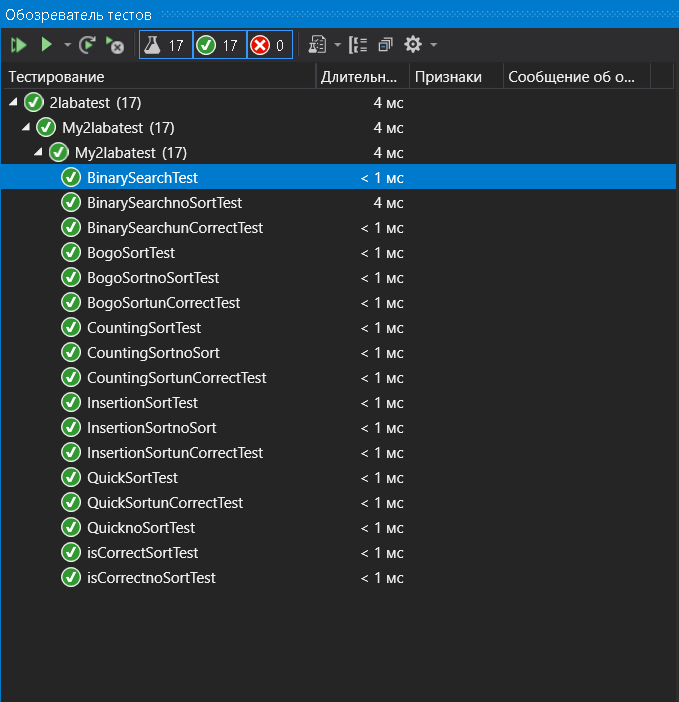 Обозреватель тестов
17 17 0
Тестирование Длительн... Признаки Сообщение об о...
2labatest (17) 4 мс
My2labatest (17) 4 мс
My2labatest (17) 4 мс
BinarySearchTest < 1 мс
BinarySearchnoSortTest 4 мс
BinarySearchunCorrectTest < 1 мс
BogoSortTest < 1 мс
BogoSortnoSortTest < 1 мс
BogoSortunCorrectTest < 1 мс
CountingSortTest < 1 мс
CountingSortnoSort < 1 мс
CountingSortunCorrectTest < 1 мс
InsertionSortTest < 1 мс
InsertionSortnoSort < 1 мс
InsertionSortunCorrectTest < 1 мс
QuickSortTest < 1 мс
QuickSortunCorrectTest < 1 мс
QuicknoSortTest < 1 мс
isCorrectSortTest < 1 мс
isCorrectnoSortTest < 1 мс